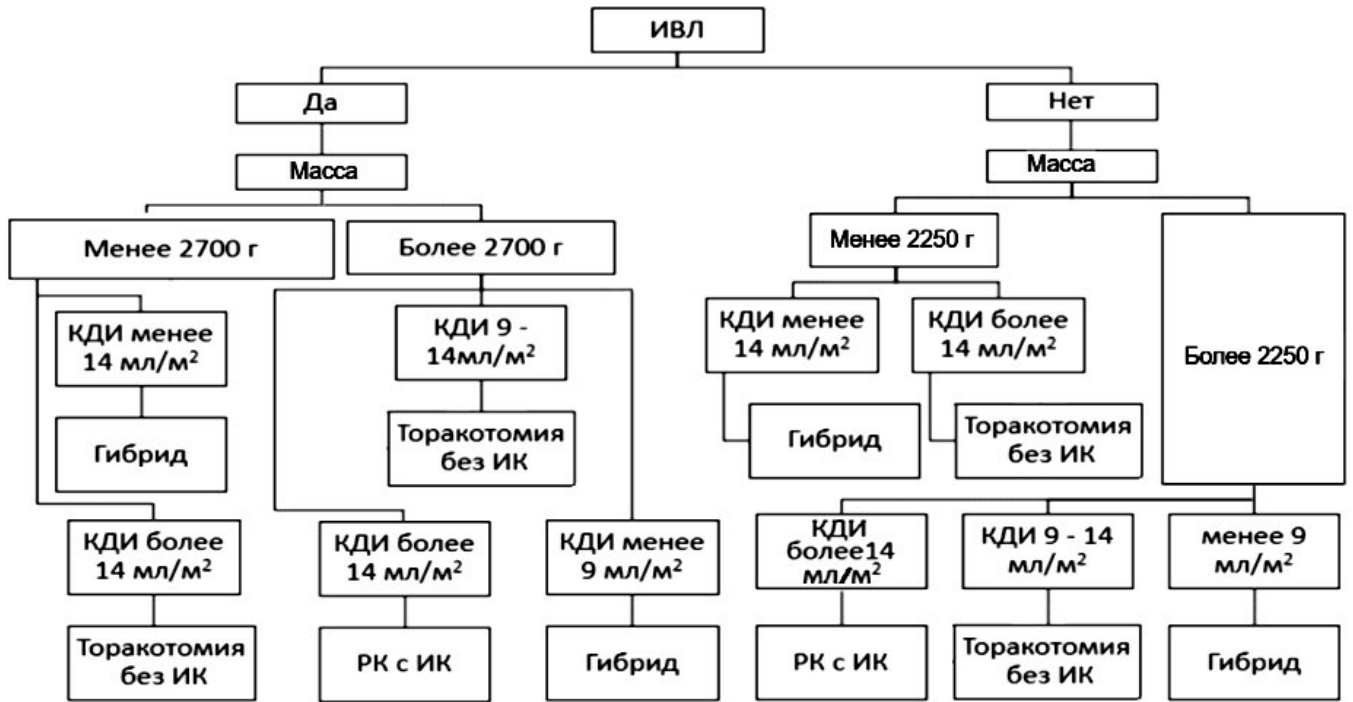 ИВЛ
Да
Нет
Масса
Масса
Менее 2700 г
Более 2700 г
Менее 2250 г
Более 2250 г
КДИ менее
14 мл/м²
КДИ 9 -
14мл/м²
КДИ менее
14 мл/м²
КДИ более
14 мл/м²
Гибрид
Торакотомия
без ИК
Гибрид
Торакотомия
без ИК
КДИ более
14 мл/м²
КДИ более
14 мл/м²
КДИ менее
9 мл/м²
КДИ
более14
мл/м²
КДИ 9 - 14
мл/м²
менее 9
мл/м²
Торакотомия
без ИК
РК с ИК
Гибрид
РК с ИК
Торакотомия
без ИК
Гибрид